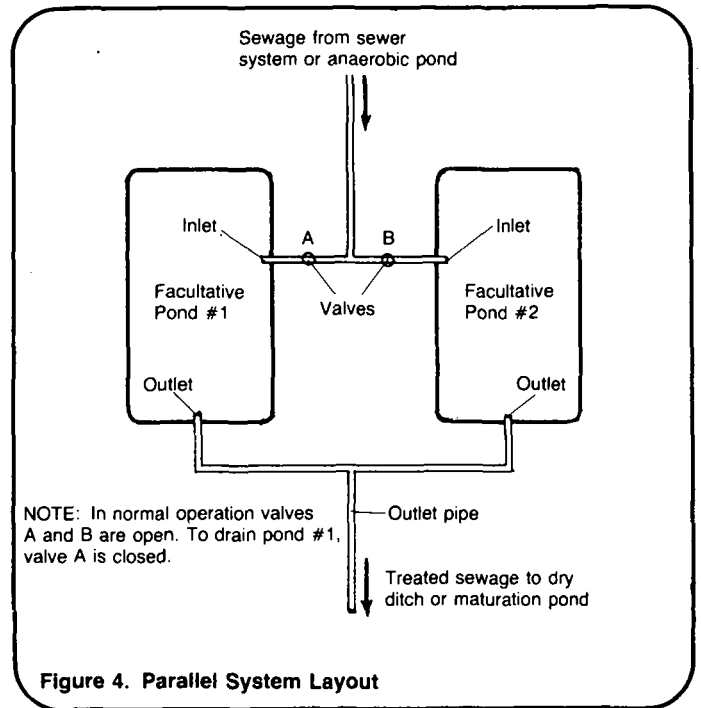 Sewage from sewer
system or anaerobic pond
Inlet
A
B
Inlet
Valves
Facultative
Pond #1
Facultative
Pond #2
Outlet
Outlet
NOTE: In normal operation valves
A and B are open. To drain pond #1,
valve A is closed.
Outlet pipe
Treated sewage to dry
ditch or maturation pond
Figure 4. Parallel System Layout